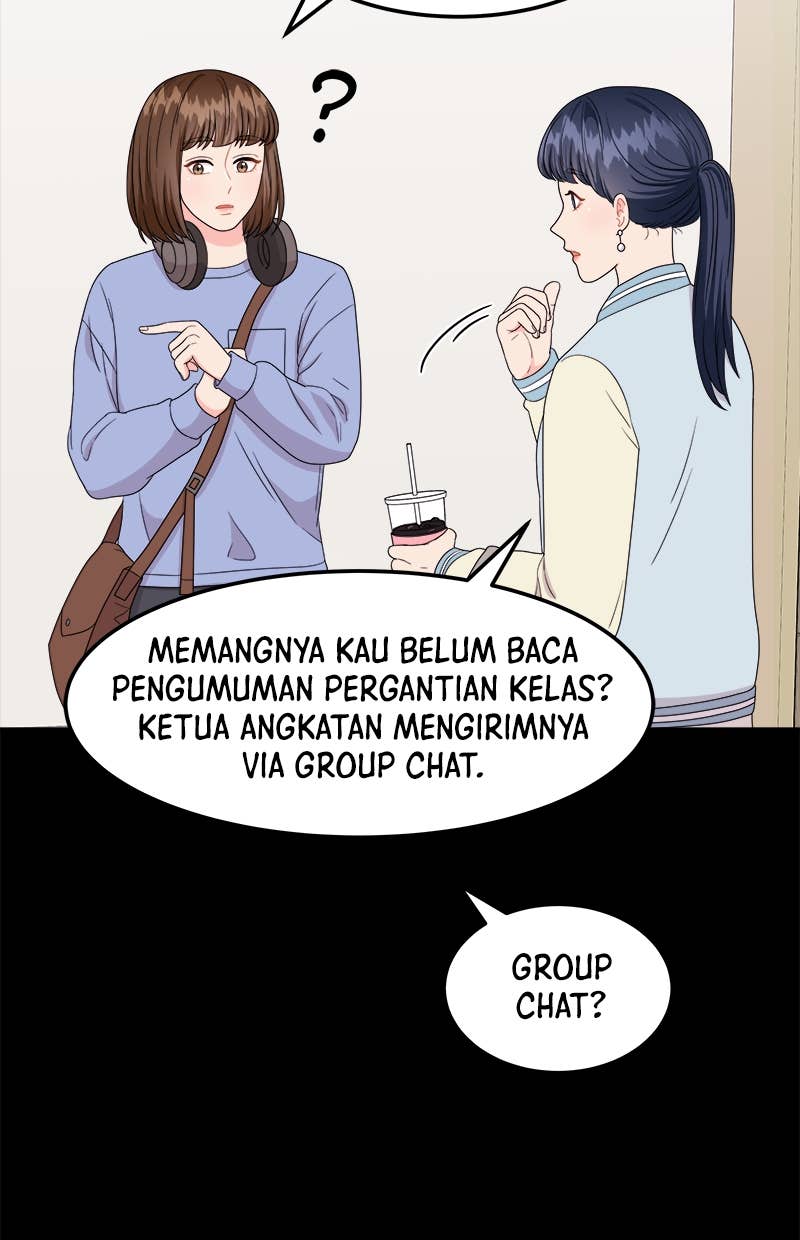 ?
MEMANGNYA KAU BELUM BACA
PENGUMUMAN PERGANTIAN KELAS?
KETUA ANGKATAN MENGIRIMNYA
VIA GROUP CHAT.
GROUP
CHAT?